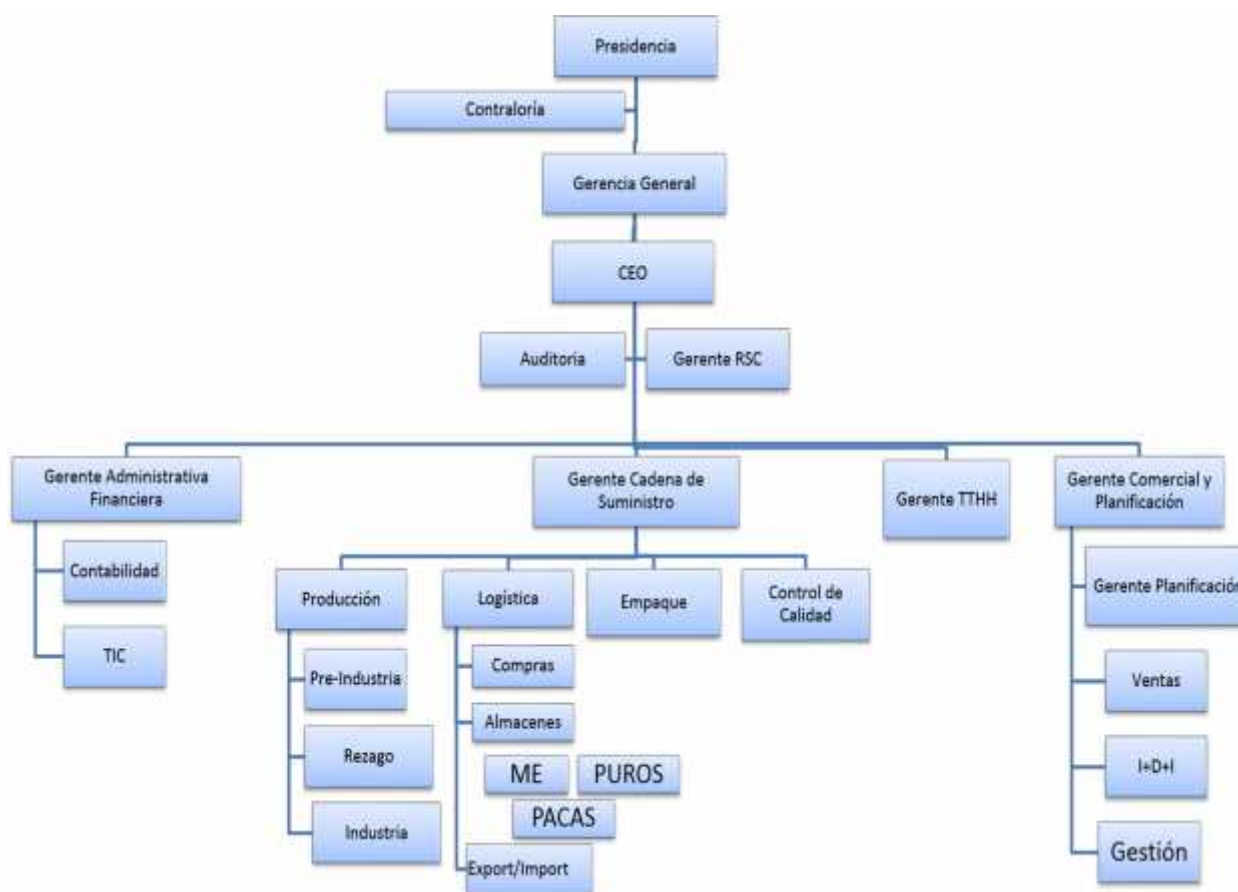 Presidencia
Contraloría
Gerencia General
CEO
Auditoria
Gerente RSC
Gerente Administrativa
Financiera
Gerente Cadena de
Suministro
Gerente TTHH
Gerente Comercial y
Planificación
Contabilidad
TIC
Producción
Logística
Empaque
Control de
Calidad
Pre-Industria
Rezago
Industria
Compras
Almacenes
ME
PUROS
PACAS
Export/Import
Gerente Planificación
Ventas
I+D+I
Gestión